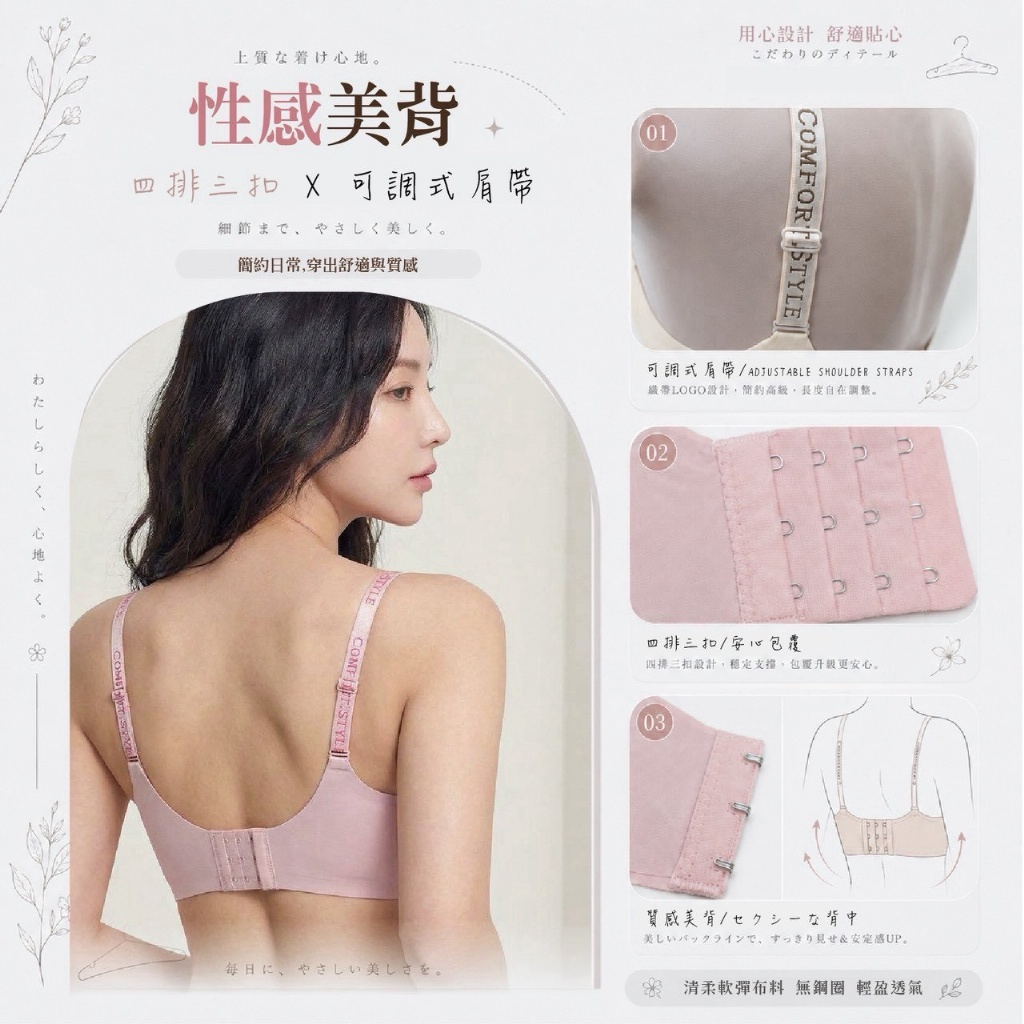 上質な着け心地。
性感美背
四排三扣 X 可調式肩帶
細節まで、やさしく美しく。
簡約日常,穿出舒適與質感
わたしらしく、心地よく。
COMFORT.STYLE
毎日に、やさしい美しさを。
用心設計 舒適貼心
こだわりのディテール
01
COMFORT.STYLE
可調式肩帶/ADJUSTABLE SHOULDER STRAPS
織帶LOGO設計，簡約高級，長度自在調整。
02
四排三扣/安心包覆
四排三扣設計，穩定支撐，包覆升級更安心。
03
質感美背/セクシーな背中
美しいバックラインで、すっきり見せ&安定感UP。
清柔軟彈布料 無鋼圈 輕盈透氣